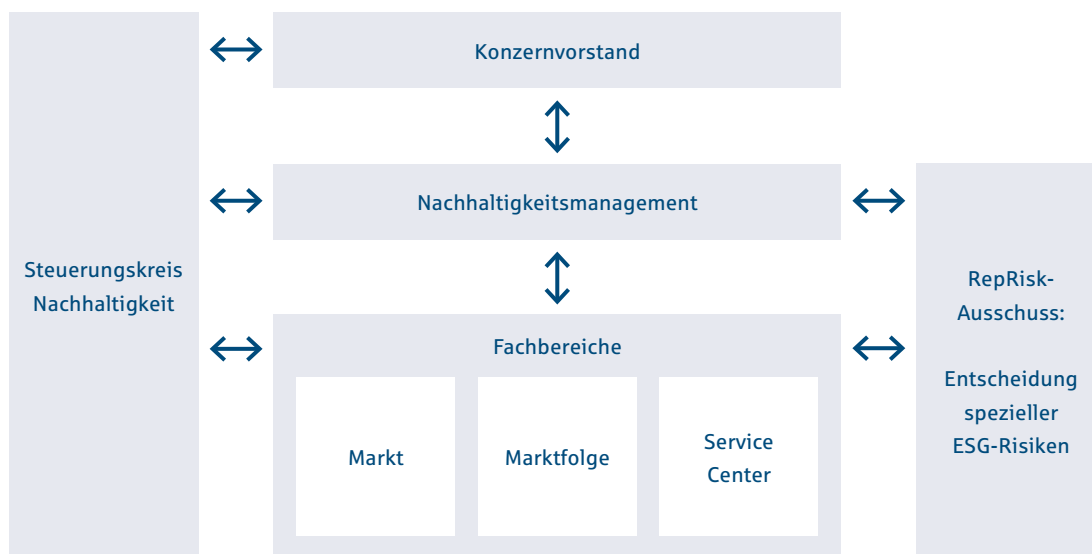 Konzernvorstand
Nachhaltigkeitsmanagement
Steuerungskreis
Nachhaltigkeit
Fachbereiche
Markt
Marktfolge
Service
Center
RepRisk-
Ausschuss:
Entscheidung
spezieller
ESG-Risiken